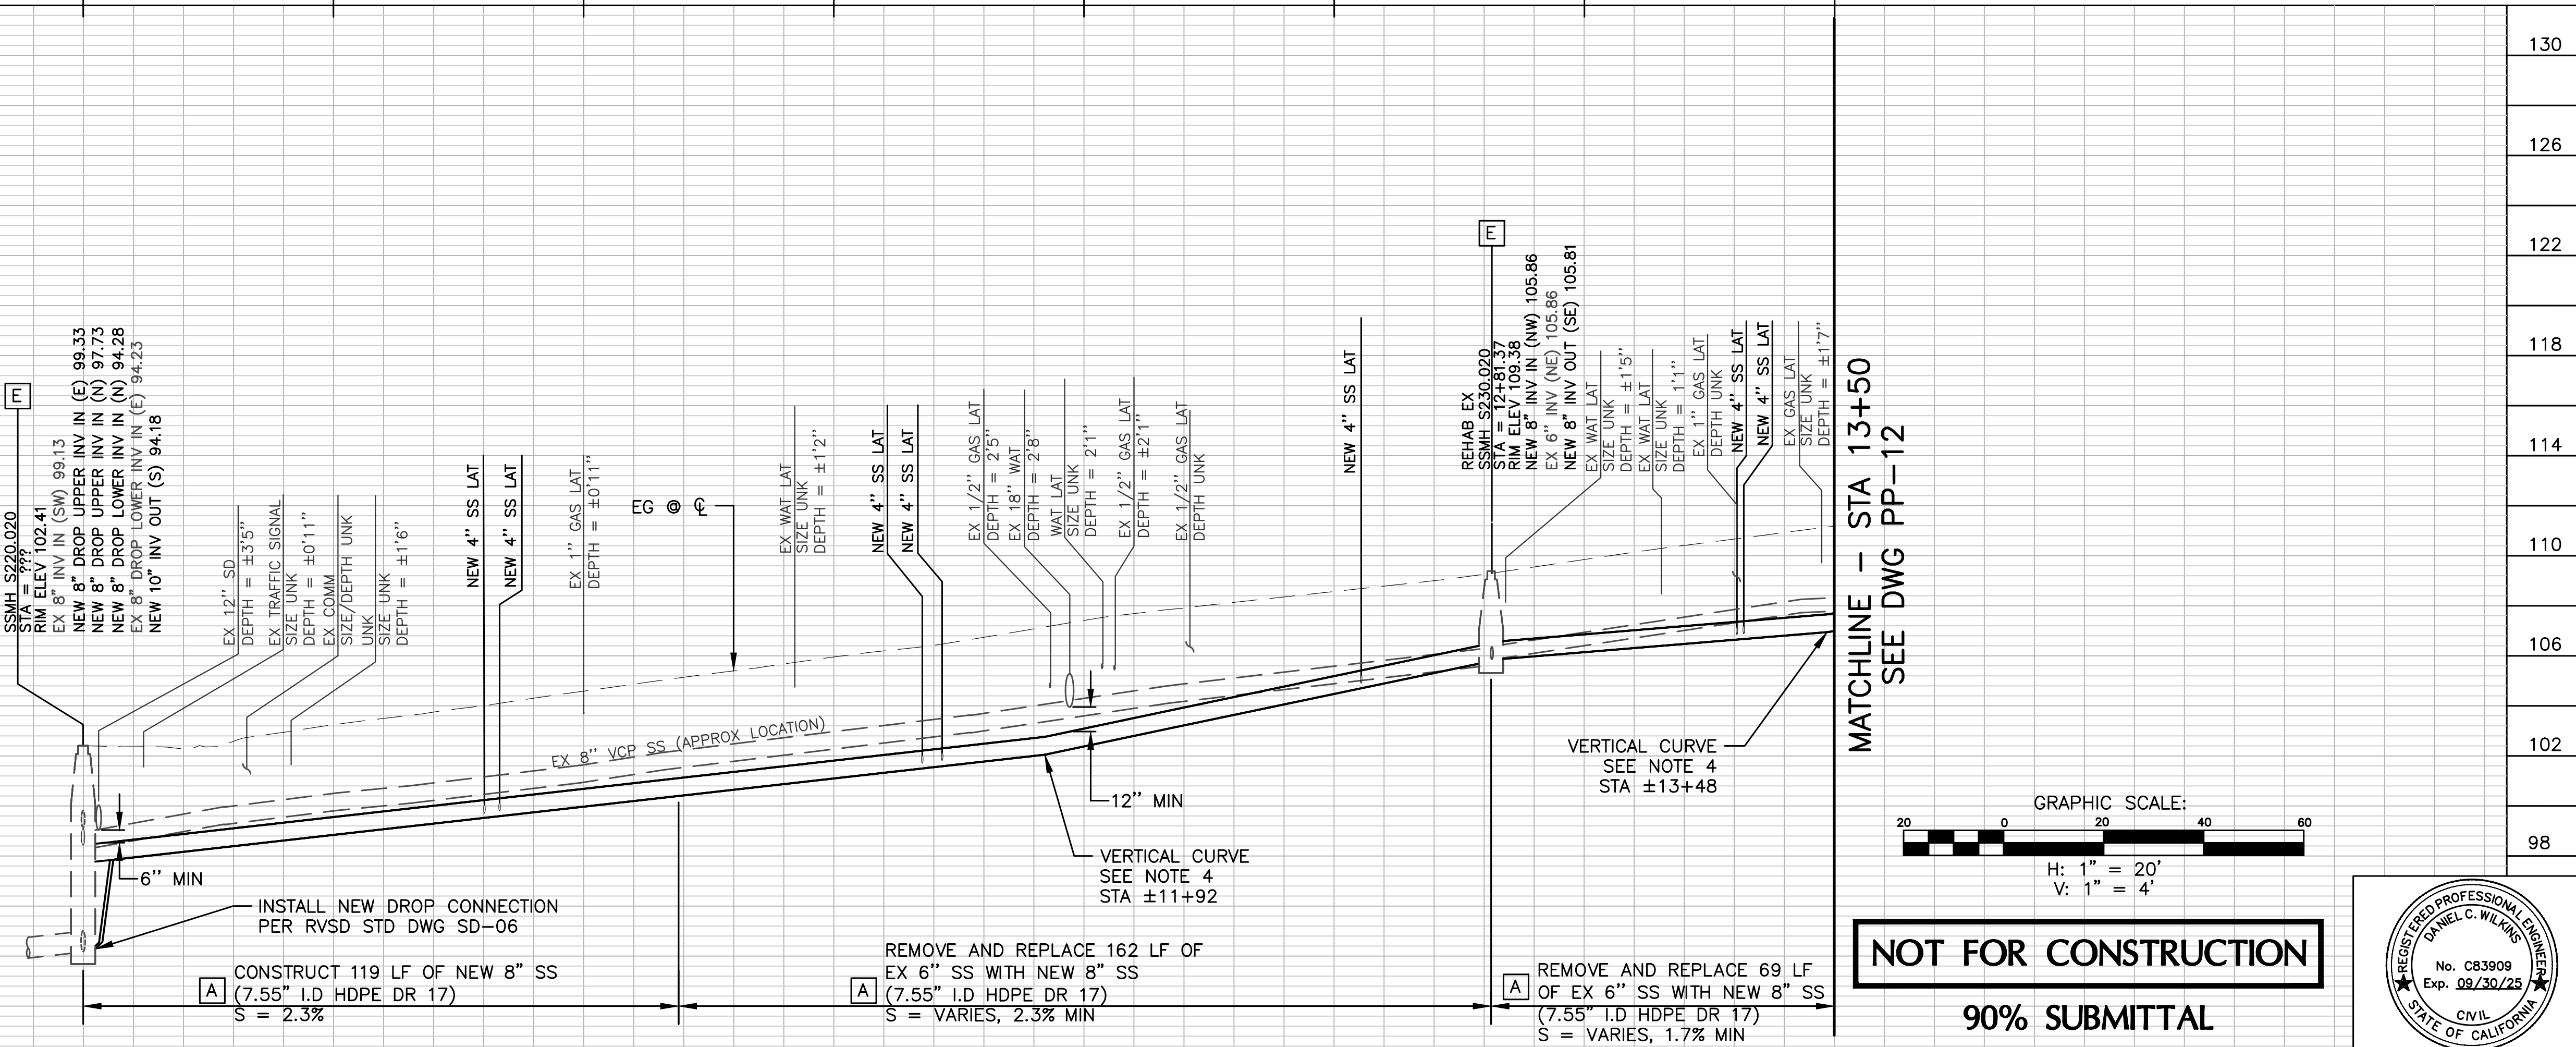 E
SSMH S220.020
STA = ???
RIM ELEV 102.41
EX 8" INV IN (SW) 99.13
NEW 8" DROP UPPER INV IN (E) 99.33
NEW 8" DROP UPPER INV IN (N) 97.73
NEW 8" DROP LOWER INV IN (N) 94.28
EX 8" DROP LOWER INV IN (E) 94.23
NEW 10" INV OUT (S) 94.18
EX 12" SD
DEPTH = ±3'5"
EX TRAFFIC SIGNAL
SIZE UNK
DEPTH = ±0'11"
EX COMM
SIZE/DEPTH UNK
UNK
SIZE UNK
DEPTH = ±1'6"
NEW 4" SS LAT
NEW 4" SS LAT
EX 1" GAS LAT
DEPTH = ±0'11"
EG @ ℄
EX WAT LAT
SIZE UNK
DEPTH = ±1'2"
NEW 4" SS LAT
NEW 4" SS LAT
EX 1/2" GAS LAT
DEPTH = 2'5"
EX 18" WAT
DEPTH = 2'8"
WAT LAT
SIZE UNK
DEPTH = 2'1"
EX 1/2" GAS LAT
DEPTH = ±2'1"
EX 1/2" GAS LAT
DEPTH UNK
NEW 4" SS LAT
E
REHAB EX
SSMH S230.020
STA = 12+81.37
RIM ELEV 109.38
NEW 8" INV IN (NW) 105.86
EX 6" INV (NE) 105.86
NEW 8" INV OUT (SE) 105.81
EX WAT LAT
SIZE UNK
DEPTH = ±1'5"
EX WAT LAT
SIZE UNK
DEPTH = 1'1"
EX 1" GAS LAT
DEPTH UNK
NEW 4" SS LAT
NEW 4" SS LAT
EX GAS LAT
SIZE UNK
DEPTH = ±1'7"
MATCHLINE - STA 13+50
SEE DWG PP-12
130
126
122
118
114
110
106
102
98
EX 8" VCP SS (APPROX LOCATION)
6" MIN
12" MIN
INSTALL NEW DROP CONNECTION
PER RVSD STD DWG SD-06
VERTICAL CURVE
SEE NOTE 4
STA ±11+92
VERTICAL CURVE
SEE NOTE 4
STA ±13+48
A
CONSTRUCT 119 LF OF NEW 8" SS
(7.55" I.D HDPE DR 17)
S = 2.3%
A
REMOVE AND REPLACE 162 LF OF
EX 6" SS WITH NEW 8" SS
(7.55" I.D HDPE DR 17)
S = VARIES, 2.3% MIN
A
REMOVE AND REPLACE 69 LF
OF EX 6" SS WITH NEW 8" SS
(7.55" I.D HDPE DR 17)
S = VARIES, 1.7% MIN
GRAPHIC SCALE:
20 0 20 40 60
H: 1" = 20'
V: 1" = 4'
NOT FOR CONSTRUCTION
90% SUBMITTAL
REGISTERED PROFESSIONAL ENGINEER
DANIEL C. WILKINS
No. C83909
Exp. 09/30/25
CIVIL
STATE OF CALIFORNIA